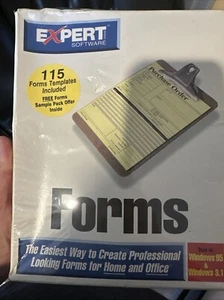 EXPERT
SOFTWARE
115
Forms Templates
Included
FREE Forms
Sample Pack Offer
Inside
Purchase Order
Forms
The Easiest Way to Create Professional
Looking Forms for Home and Office
Windows 95
& Windows 3.1